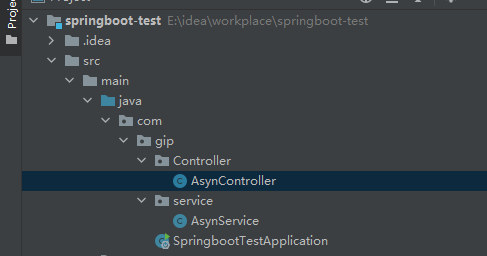 Project
springboot-test E:\idea\workplace\springboot-test
.idea
src
main
java
com
gip
Controller
AsynController
service
AsynService
SpringbootTestApplication